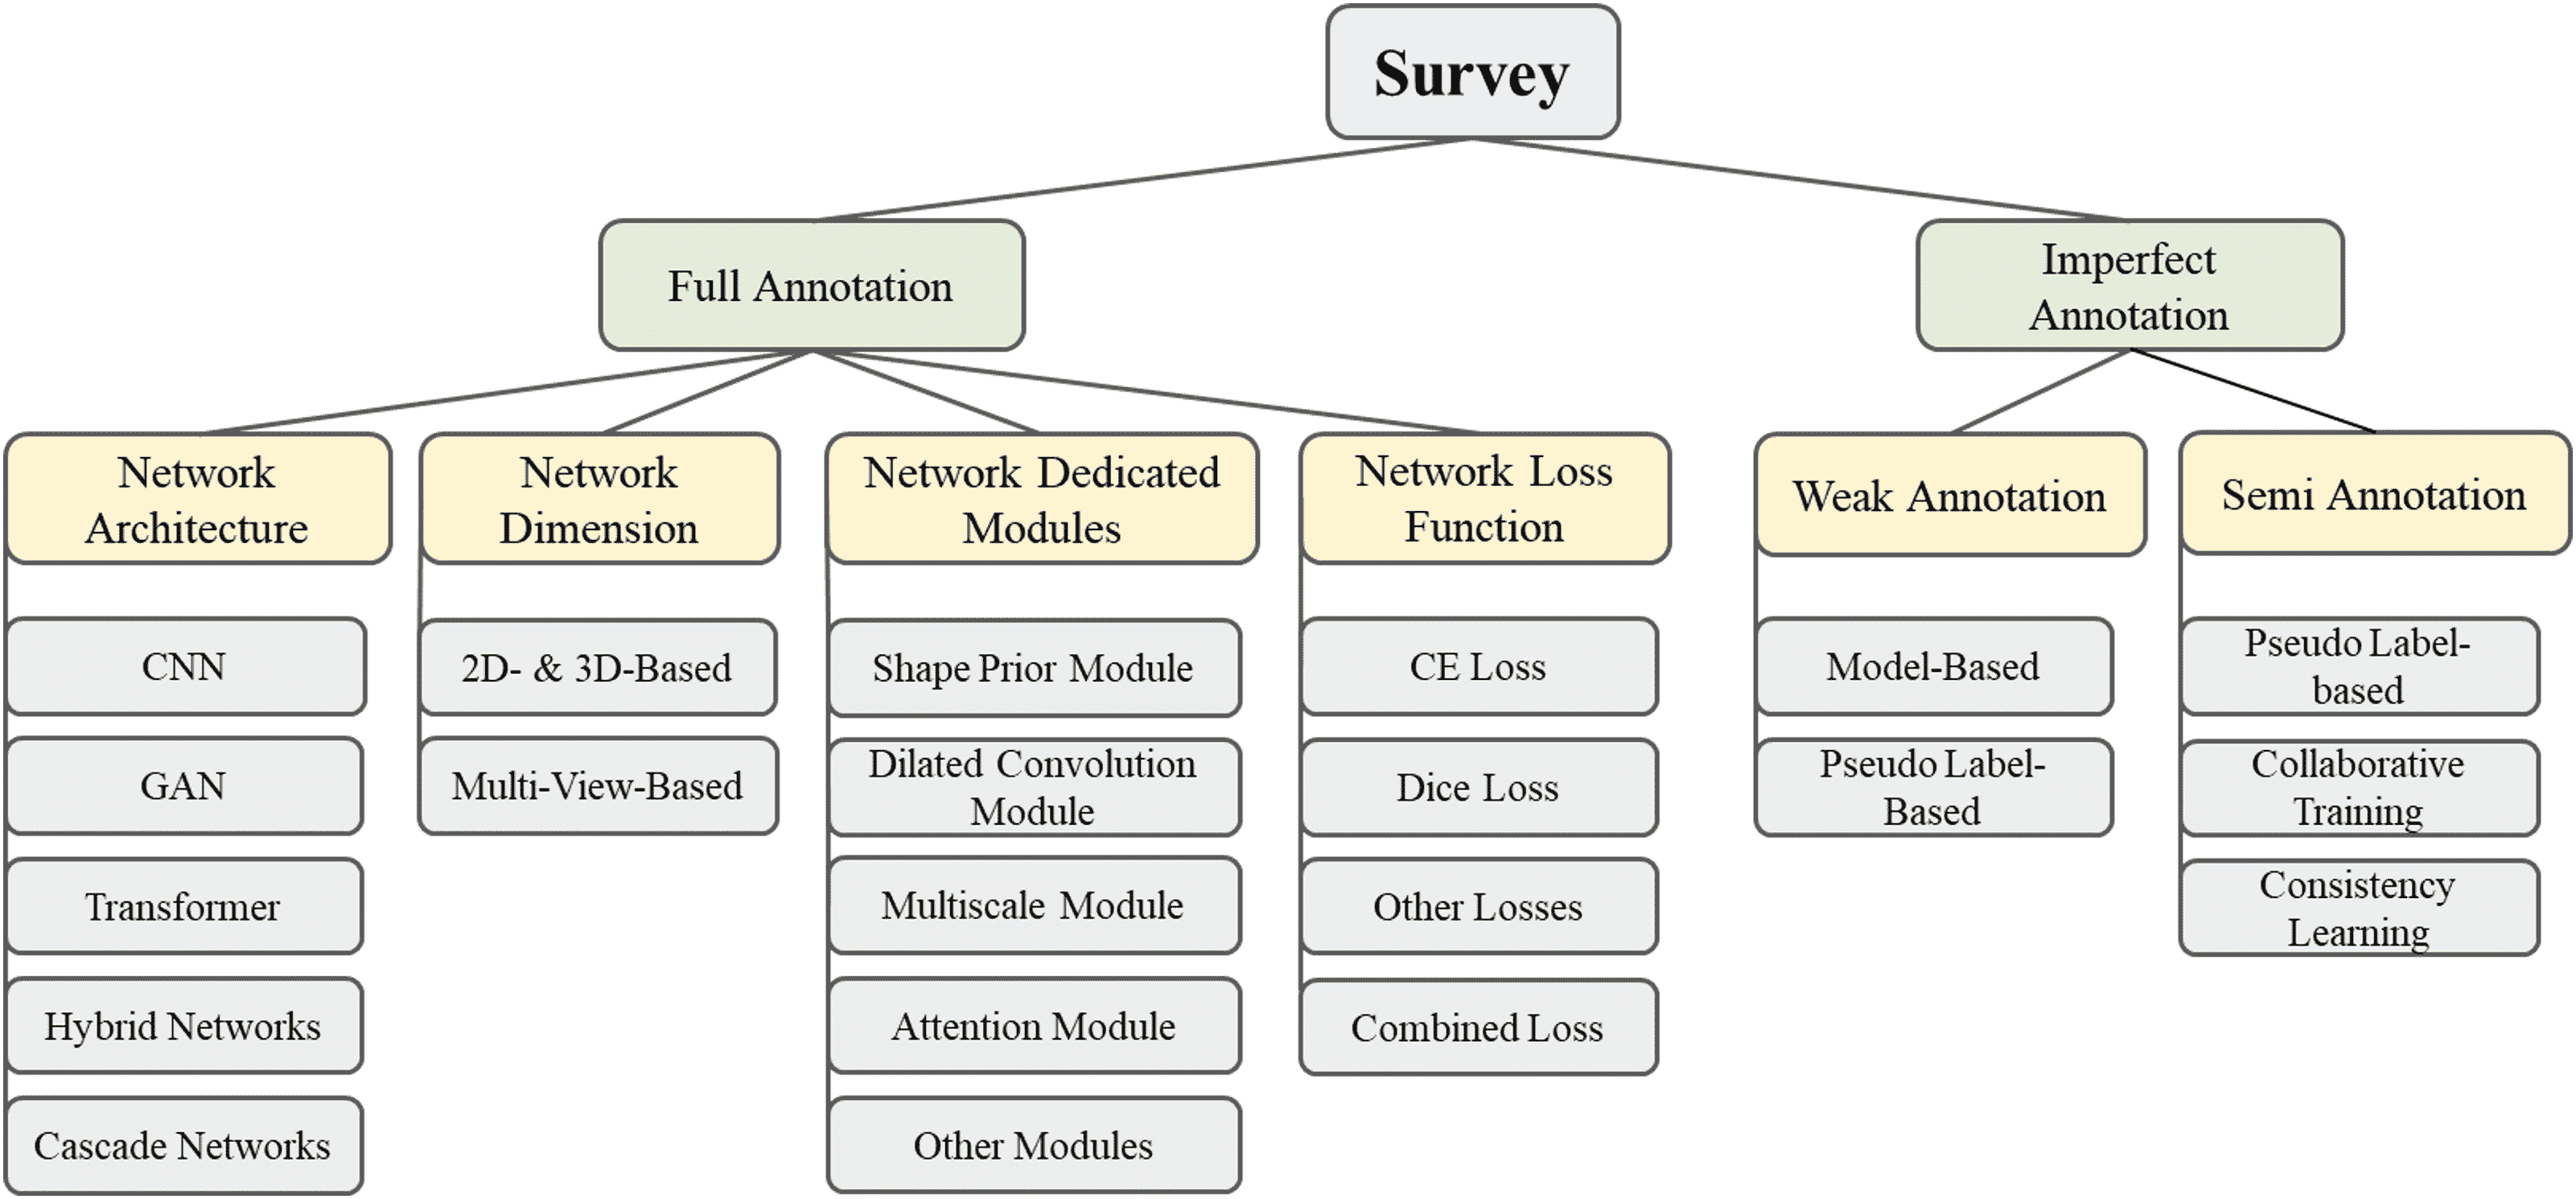 Survey
Full Annotation
Imperfect
Annotation
Network
Architecture
CNN
GAN
Transformer
Hybrid Networks
Cascade Networks
Network
Dimension
2D- & 3D-Based
Multi-View-Based
Network Dedicated
Modules
Shape Prior Module
Dilated Convolution
Module
Multiscale Module
Attention Module
Other Modules
Network Loss
Function
CE Loss
Dice Loss
Other Losses
Combined Loss
Weak Annotation
Model-Based
Pseudo Label-
Based
Semi Annotation
Pseudo Label-
based
Collaborative
Training
Consistency
Learning